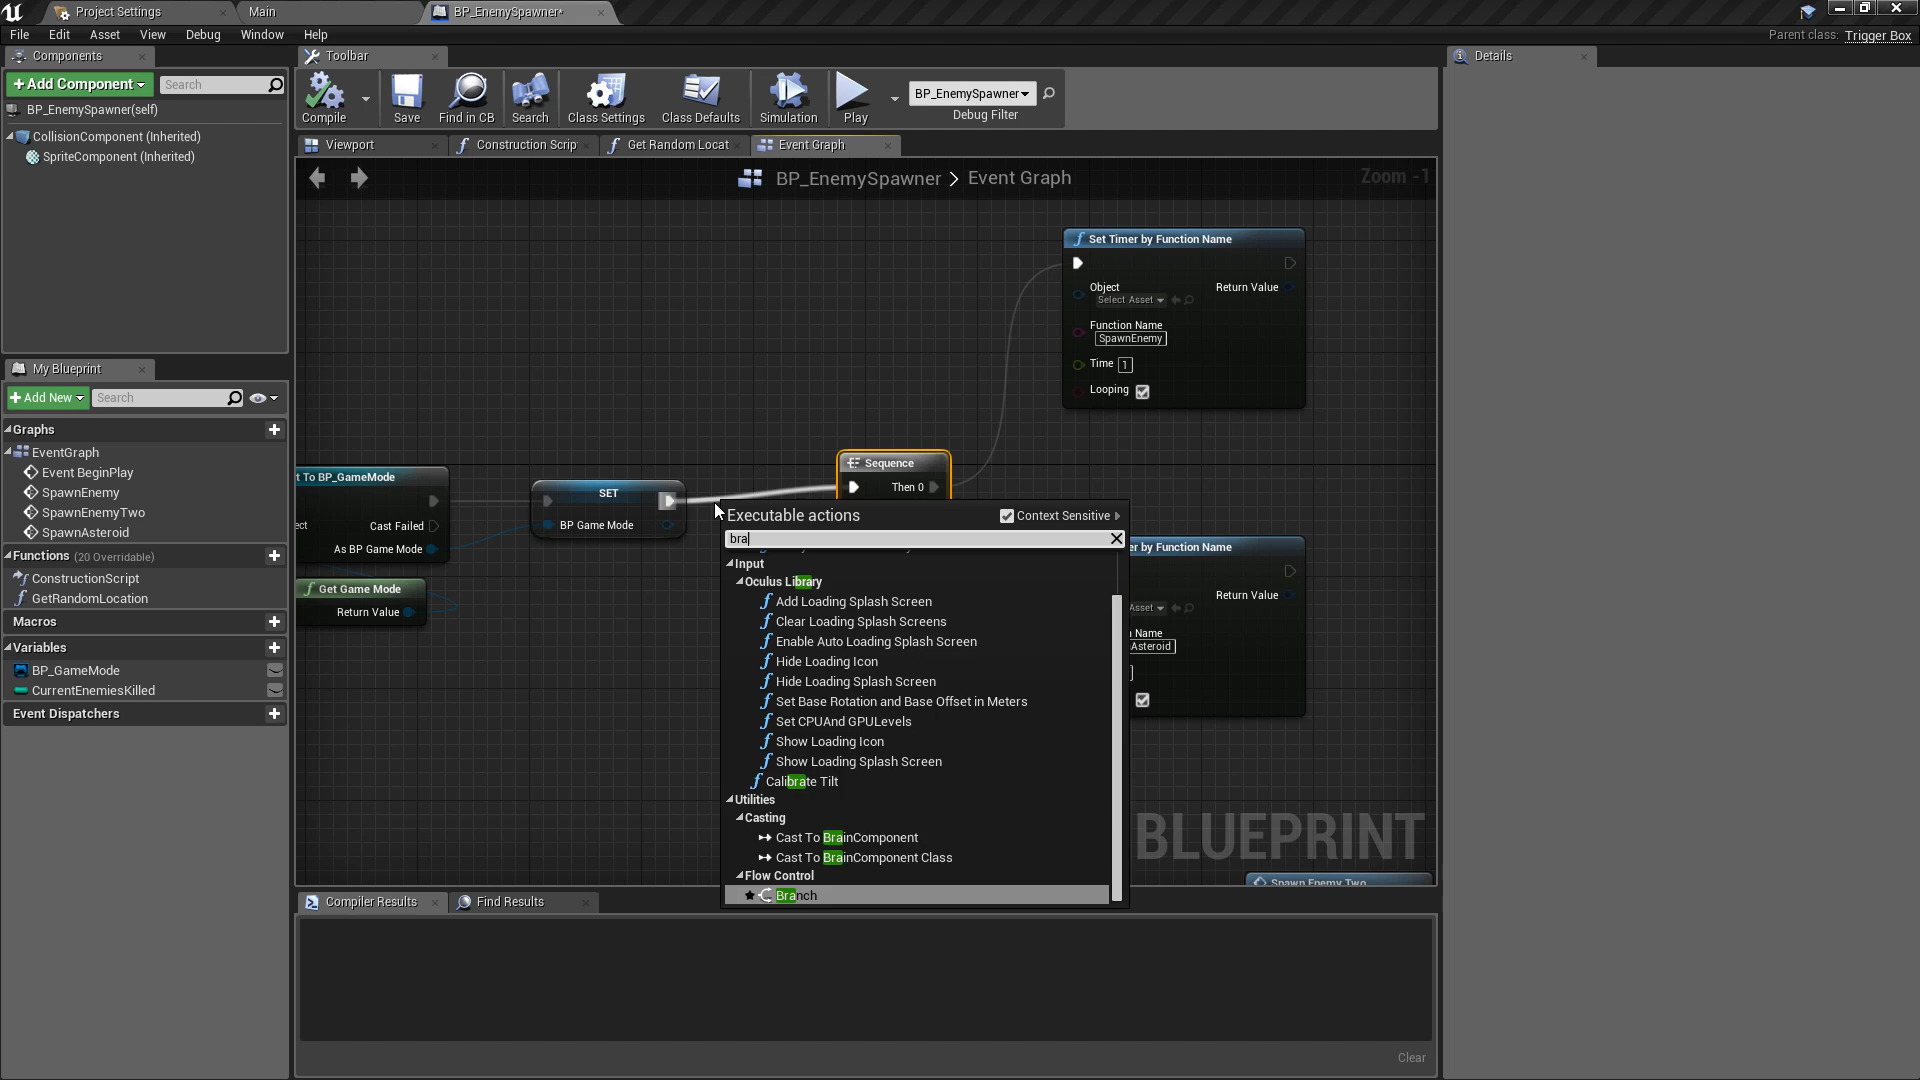 Project Settings
Main
BP_EnemySpawner*
File Edit Asset View Debug Window Help
Parent class: Trigger Box
Components
Toolbar
Details
+Add Component
Search
BP_EnemySpawner(self)
CollisionComponent (Inherited)
SpriteComponent (Inherited)
Compile
Save
Find in CB
Search
Class Settings
Class Defaults
Simulation
Play
BP_EnemySpawner
Debug Filter
Viewport
Construction Scrip
Get Random Locat
Event Graph
BP_EnemySpawner > Event Graph
Zoom -1
My Blueprint
+Add New
Search
Graphs
EventGraph
Event BeginPlay
SpawnEnemy
SpawnEnemyTwo
SpawnAsteroid
Functions (20 Overridable)
ConstructionScript
GetRandomLocation
Macros
Variables
BP_GameMode
CurrentEnemiesKilled
Event Dispatchers
Set Timer by Function Name
Object
Select Asset
Return Value
Function Name
SpawnEnemy
Time 1
Looping
t To BP_GameMode
ect
Cast Failed
As BP Game Mode
Get Game Mode
Return Value
SET
BP Game Mode
Sequence
Then 0
Executable actions
Context Sensitive
bra
Input
Oculus Library
Add Loading Splash Screen
Clear Loading Splash Screens
Enable Auto Loading Splash Screen
Hide Loading Icon
Hide Loading Splash Screen
Set Base Rotation and Base Offset in Meters
Set CPUAnd GPULevels
Show Loading Icon
Show Loading Splash Screen
Calibrate Tilt
Utilities
Casting
Cast To BrainComponent
Cast To BrainComponent Class
Flow Control
Branch
er by Function Name
Return Value
Asset
n Name
Asteroid
BLUEPRINT
Spawn Enemy Two
Compiler Results
Find Results
Clear